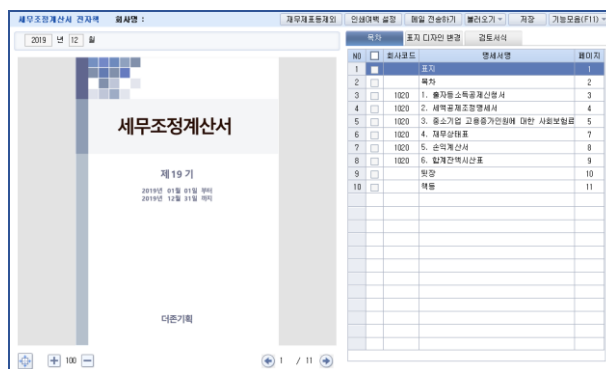 세무조정계산서 전자책 회사명 :
재무제표등제외 인쇄여백 설정 메일 전송하기 불러오기 저장 기능모음(F11)
2019 년 12 월
목차 표지 디자인 변경 검토서식
세무조정계산서
제 19 기
2019년 01월 01일 부터
2019년 12월 31일 까지
더존기획
100
1 / 11
NO 회사코드 명세서명 페이지
1 표지 1
2 목차 2
3 1020 1. 출자등소득공제신청서 3
4 1020 2. 세액공제조정명세서 4
5 1020 3. 중소기업 고용증가인원에 대한 사회보험료 5
6 1020 4. 재무상태표 7
7 1020 5. 손익계산서 8
8 1020 6. 합계잔액시산표 9
9 뒷장 10
10 책등 11